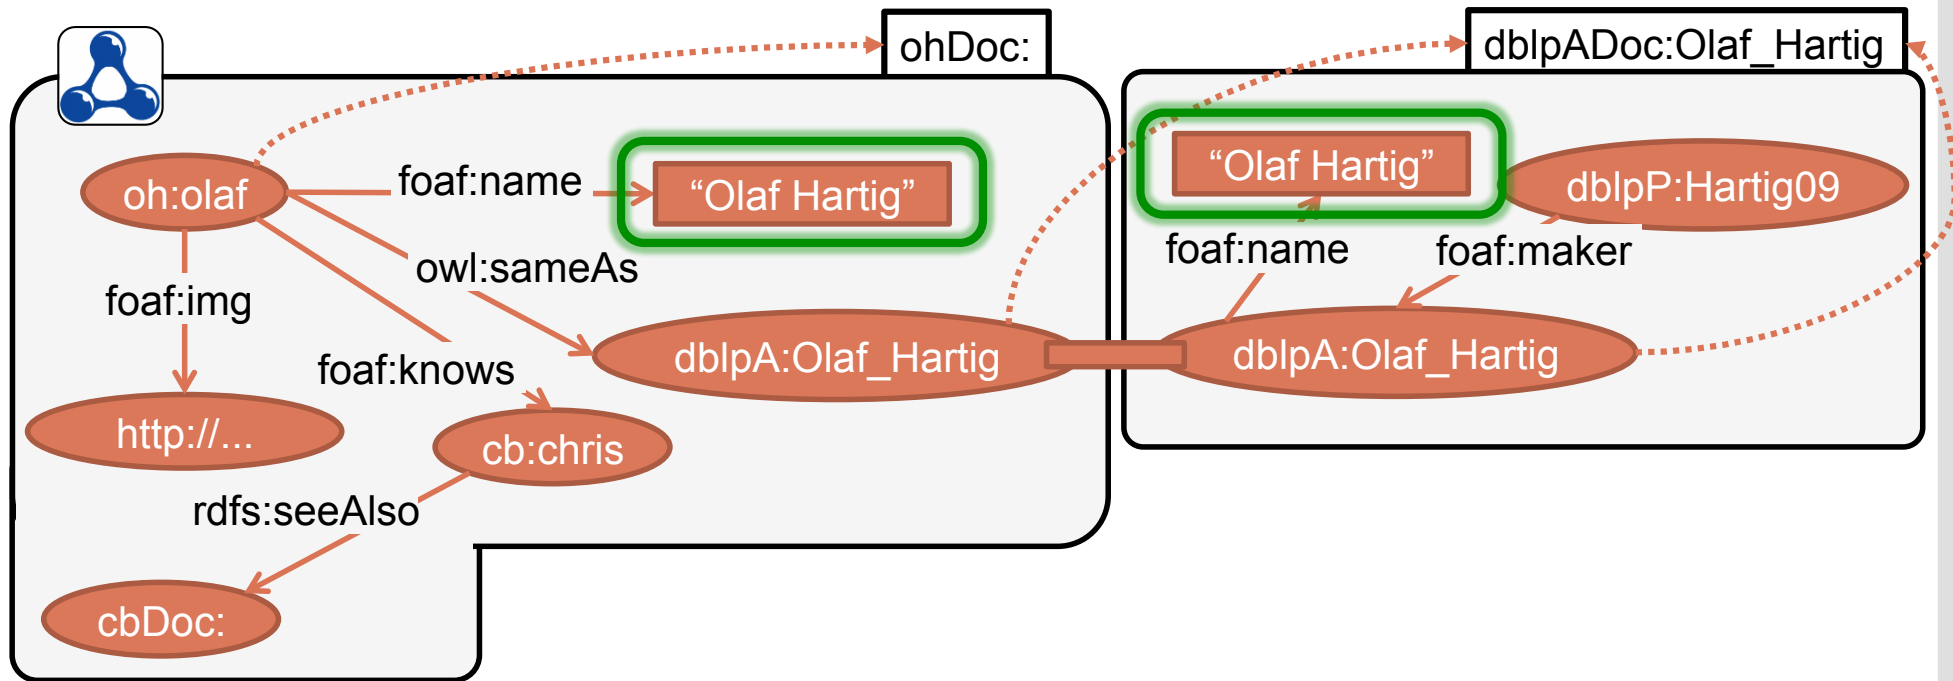 ohDoc:
dblpADoc:Olaf_Hartig
oh:olaf
foaf:name
“Olaf Hartig”
“Olaf Hartig”
dblpP:Hartig09
foaf:name
foaf:maker
owl:sameAs
foaf:img
foaf:knows
dblpA:Olaf_Hartig
dblpA:Olaf_Hartig
http://...
cb:chris
rdfs:seeAlso
cbDoc: